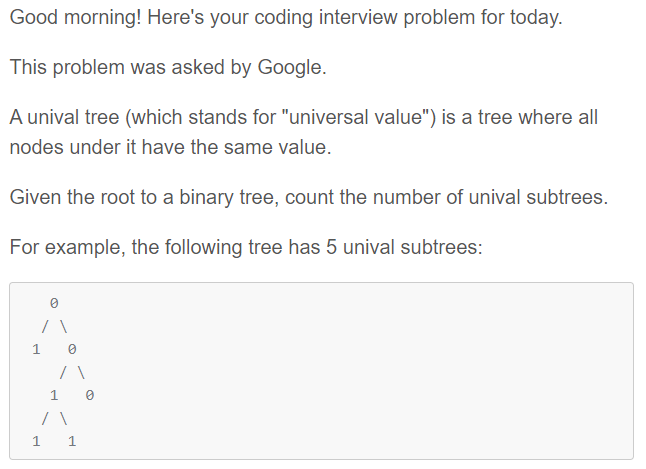 Good morning! Here's your coding interview problem for today.
This problem was asked by Google.
A unival tree (which stands for "universal value") is a tree where all
nodes under it have the same value.
Given the root to a binary tree, count the number of unival subtrees.
For example, the following tree has 5 unival subtrees:
   0
  / \
 1   0
    / \
   1   0
  / \
 1   1